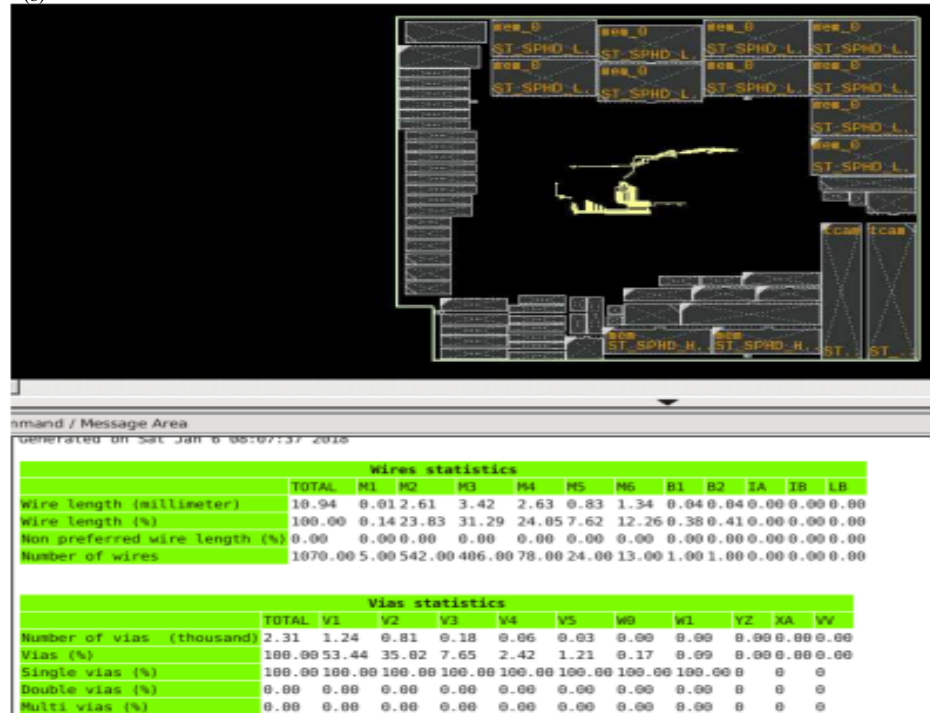 mem_0 mem_0 mem_0 mem_0
ST_SPHD_L. ST_SPHD_L. ST_SPHD_L. ST_SPHD_L.
mem_0 mem_0 mem_0 mem_0
ST_SPHD_L. ST_SPHD_L. ST_SPHD_L. ST_SPHD_L.
mem_0
ST_SPHD_L.
mem_0
ST_SPHD_L.
tcam tcam
mem mem
ST_SPHD_H. ST_SPHD_H. ST_. ST_.
mmand / Message Area
Generated on Sat Jan 6 08:07:37 2018
Wires statistics
TOTAL M1 M2 M3 M4 M5 M6 B1 B2 IA IB LB
Wire length (millimeter) 10.94 0.01 2.61 3.42 2.63 0.83 1.34 0.04 0.04 0.00 0.00 0.00
Wire length (%) 100.00 0.14 23.83 31.29 24.05 7.62 12.26 0.38 0.41 0.00 0.00 0.00
Non preferred wire length (%) 0.00 0.00 0.00 0.00 0.00 0.00 0.00 0.00 0.00 0.00 0.00 0.00
Number of wires 1070.00 5.00 542.00 406.00 78.00 24.00 13.00 1.00 1.00 0.00 0.00 0.00
Vias statistics
TOTAL V1 V2 V3 V4 V5 W0 W1 YZ XA VV
Number of vias (thousand) 2.31 1.24 0.81 0.18 0.06 0.03 0.00 0.00 0.00 0.00 0.00
Vias (%) 100.00 53.44 35.02 7.65 2.42 1.21 0.17 0.09 0.00 0.00 0.00
Single vias (%) 100.00 100.00 100.00 100.00 100.00 100.00 100.00 100.00 0 0 0
Double vias (%) 0.00 0.00 0.00 0.00 0.00 0.00 0.00 0.00 0 0 0
Multi vias (%) 0.00 0.00 0.00 0.00 0.00 0.00 0.00 0.00 0 0 0